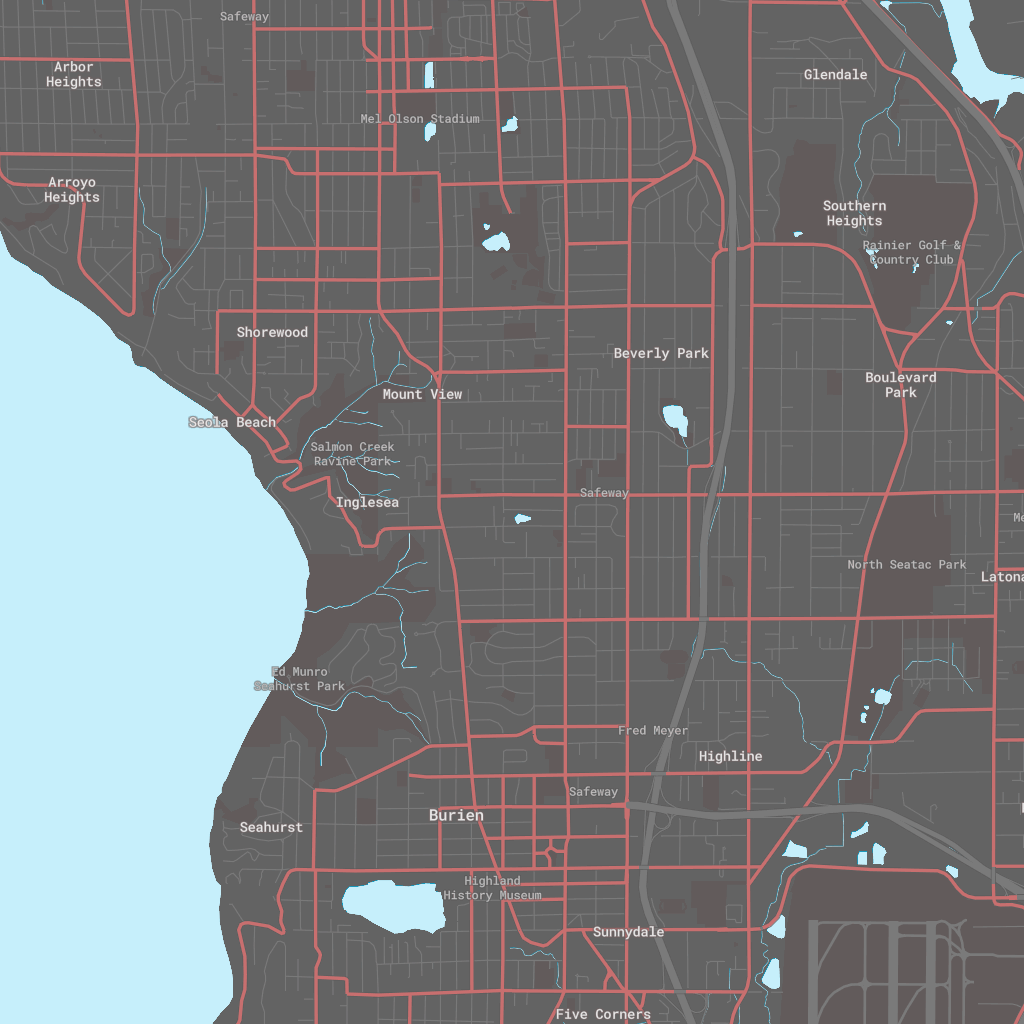 Safeway
Arbor
Heights
Glendale
Mel Olson Stadium
Arroyo
Heights
Southern
Heights
Rainier Golf &
Country Club
Shorewood
Beverly Park
Boulevard
Park
Mount View
Seola Beach
Salmon Creek
Ravine Park
Safeway
Inglesea
North Seatac Park
Ed Munro
Seahurst Park
Fred Meyer
Highline
Safeway
Burien
Seahurst
Highland
History Museum
Sunnydale
Five Corners